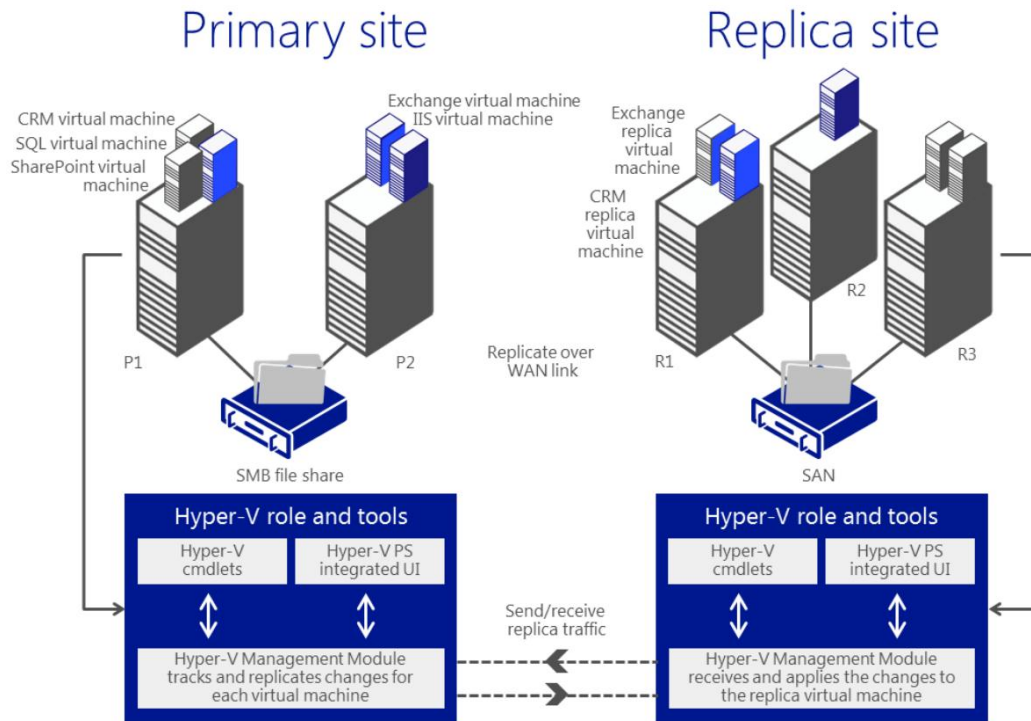 Primary site
Replica site
CRM virtual machine
SQL virtual machine
SharePoint virtual
machine
Exchange virtual machine
IIS virtual machine
Exchange
replica
virtual
machine
CRM
replica
virtual
machine
P1
P2
Replicate over
WAN link
R1
R2
R3
SMB file share
SAN
Hyper-V role and tools
Hyper-V
cmdlets
Hyper-V PS
integrated UI
Hyper-V Management Module
tracks and replicates changes for
each virtual machine
Send/receive
replica traffic
Hyper-V role and tools
Hyper-V
cmdlets
Hyper-V PS
integrated UI
Hyper-V Management Module
receives and applies the changes to
the replica virtual machine